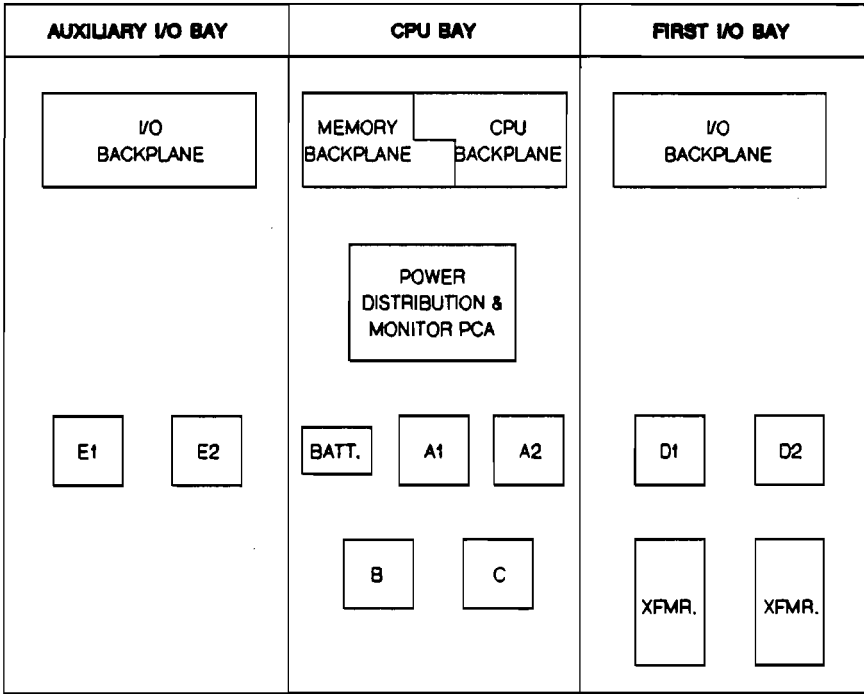 AUXILIARY I/O BAY
CPU BAY
FIRST I/O BAY
I/O
BACKPLANE
MEMORY
BACKPLANE
CPU
BACKPLANE
I/O
BACKPLANE
POWER
DISTRIBUTION &
MONITOR PCA
E1
E2
BATT.
A1
A2
D1
D2
B
C
XFMR.
XFMR.